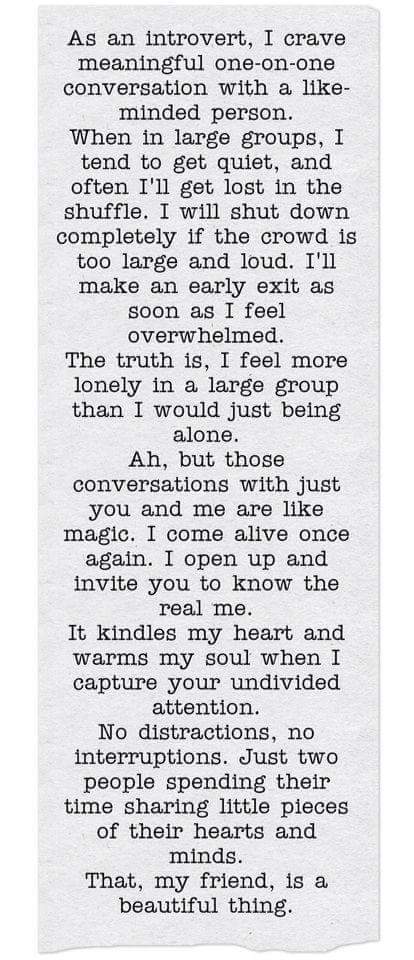 As an introvert, I crave
meaningful one-on-one
conversation with a like-
minded person.
When in large groups, I
tend to get quiet, and
often I'll get lost in the
shuffle. I will shut down
completely if the crowd is
too large and loud. I'll
make an early exit as
soon as I feel
overwhelmed.
The truth is, I feel more
lonely in a large group
than I would just being
alone.
Ah, but those
conversations with just
you and me are like
magic. I come alive once
again. I open up and
invite you to know the
real me.
It kindles my heart and
warms my soul when I
capture your undivided
attention.
No distractions, no
interruptions. Just two
people spending their
time sharing little pieces
of their hearts and
minds.
That, my friend, is a
beautiful thing.